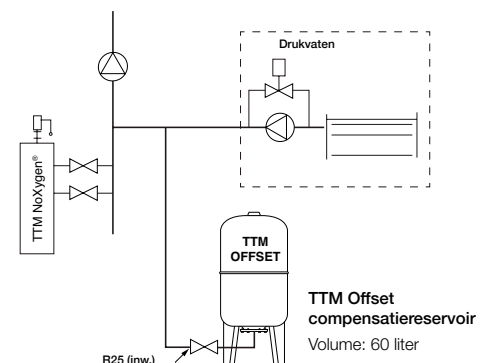 Drukvaten
TTM NoXygen®
TTM
OFFSET
TTM Offset
compensatiereservoir
Volume: 60 liter
R25 (inw.)